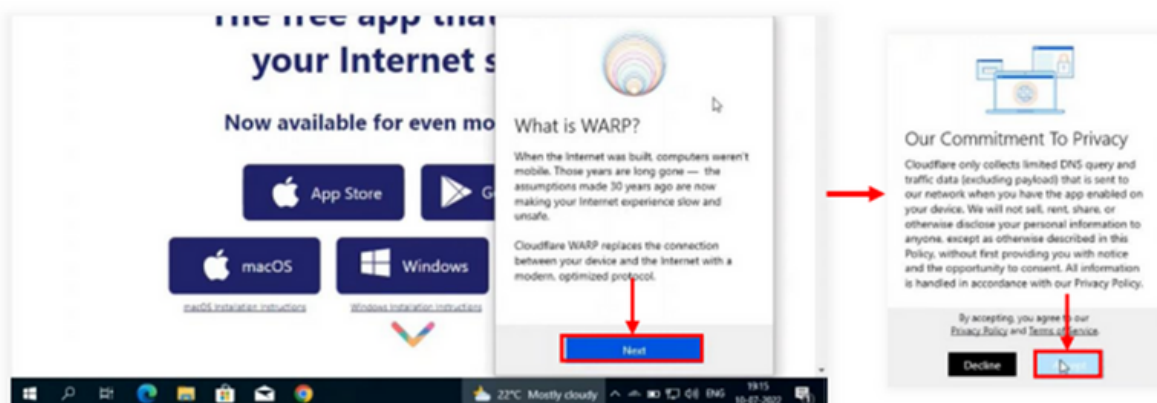 The free app that
your Internet s
Now available for even mo
App Store
G
macOS
Windows
macOS Installation Instructions
Windows Installation Instructions
What is WARP?
When the Internet was built, computers weren't
mobile. Those years are long gone — the
assumptions made 30 years ago are now
making your Internet experience slow and
unsafe.
Cloudflare WARP replaces the connection
between your device and the Internet with a
modern, optimized protocol.
Next
22°C Mostly cloudy
ENG
19:15
10-07-2022
Our Commitment To Privacy
Cloudflare only collects limited DNS query and
traffic data (excluding payload) that is sent to
our network when you have the app enabled on
your device. We will not sell, rent, share, or
otherwise disclose your personal information to
anyone, except as otherwise described in this
Policy, without first providing you with notice
and the opportunity to consent. All information
is handled in accordance with our Privacy Policy.
By accepting, you agree to our
Privacy Policy and Terms of Service.
Decline